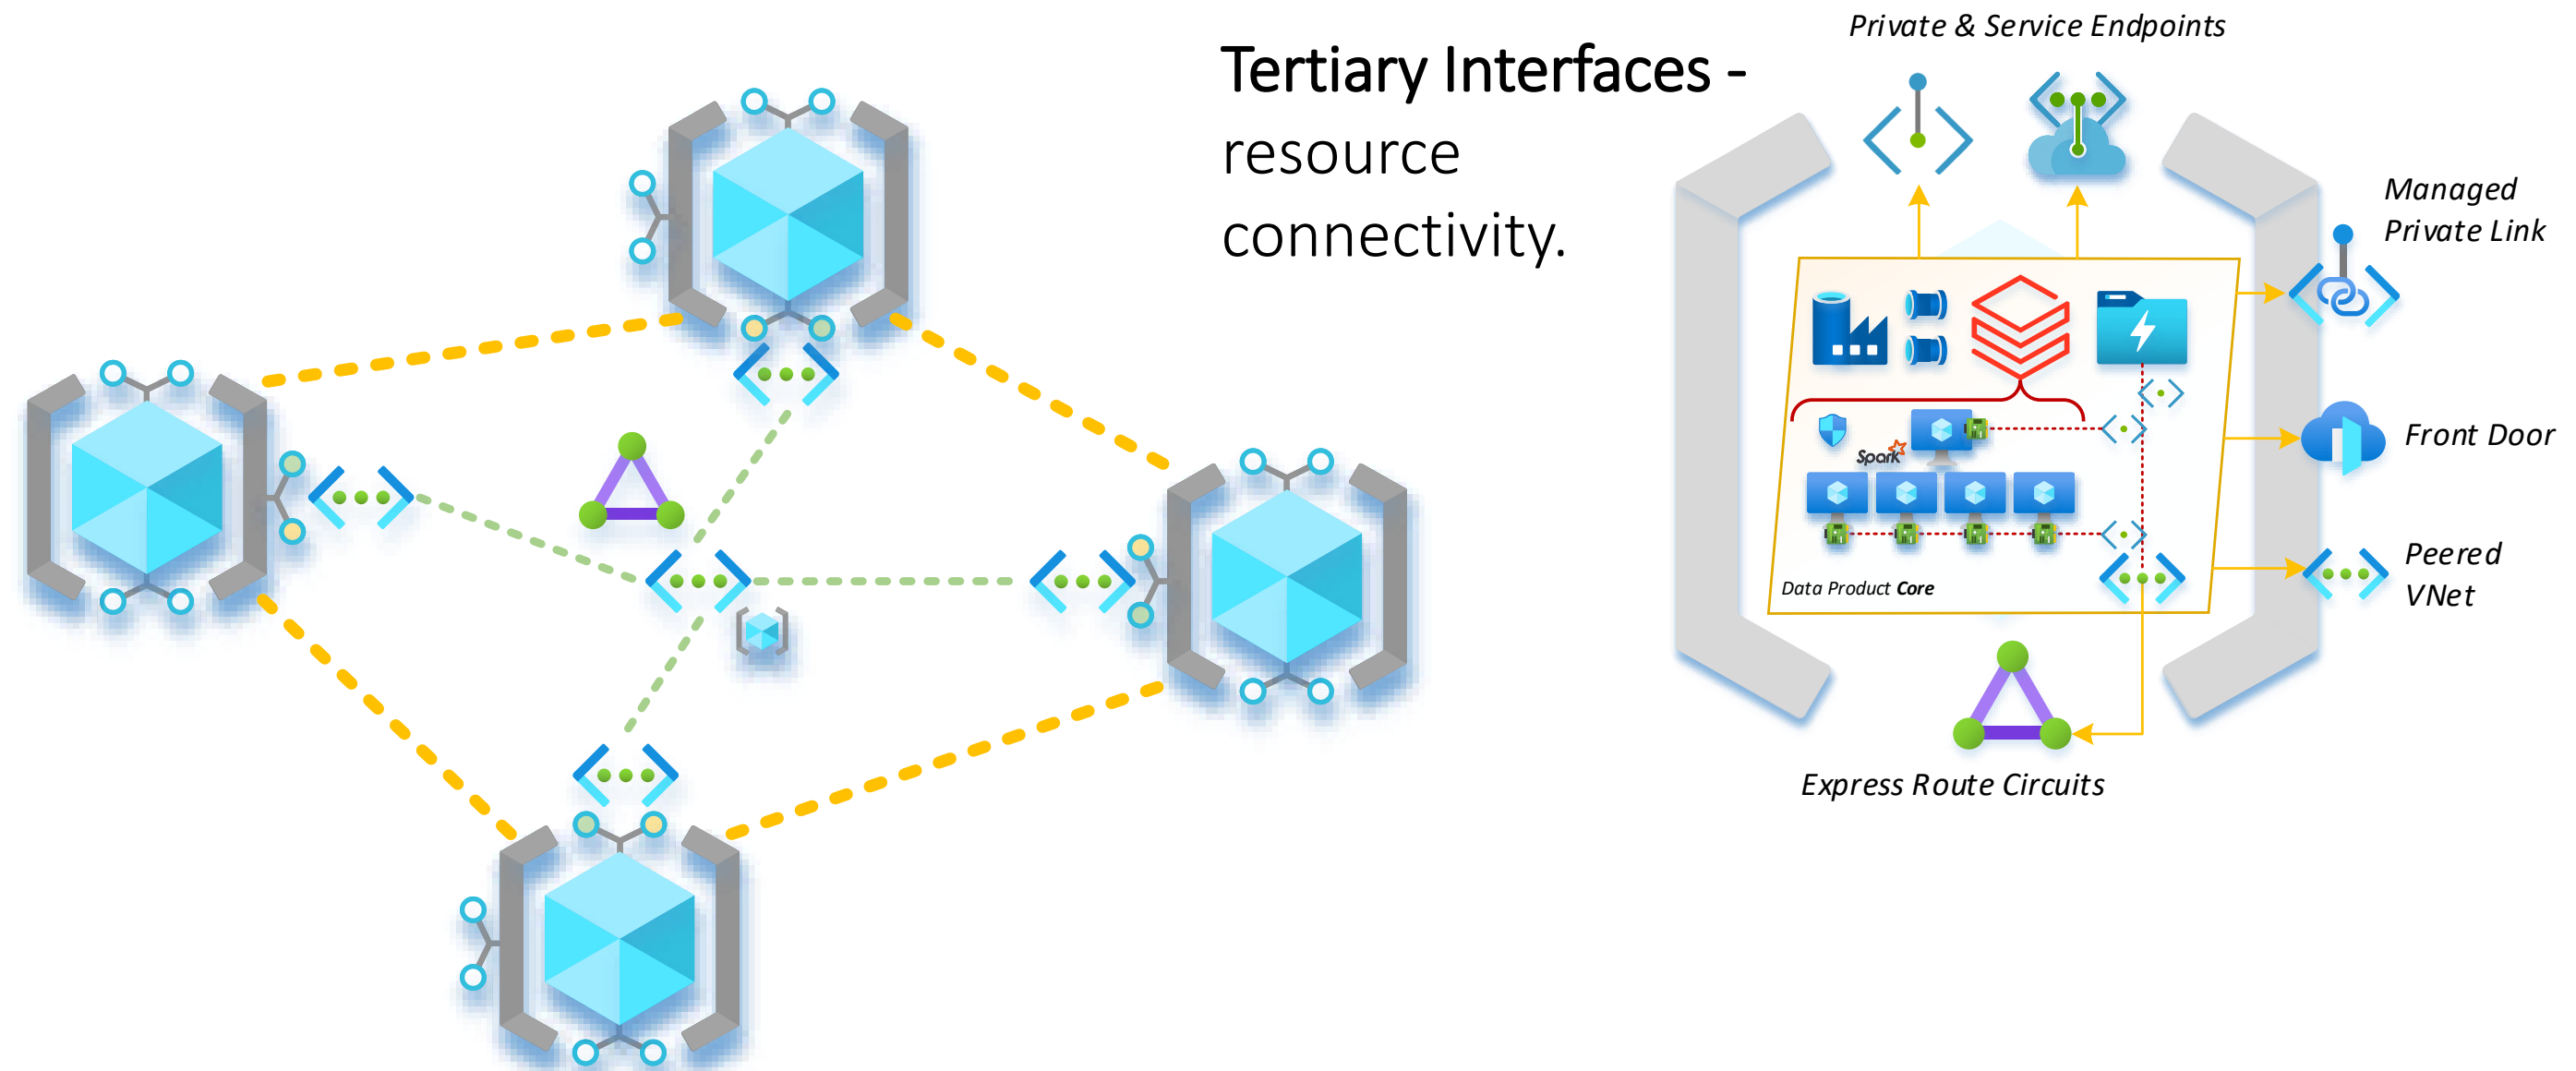 Tertiary Interfaces -
resource
connectivity.
Private & Service Endpoints
Managed
Private Link
Front Door
Peered
VNet
Spark
Data Product Core
Express Route Circuits